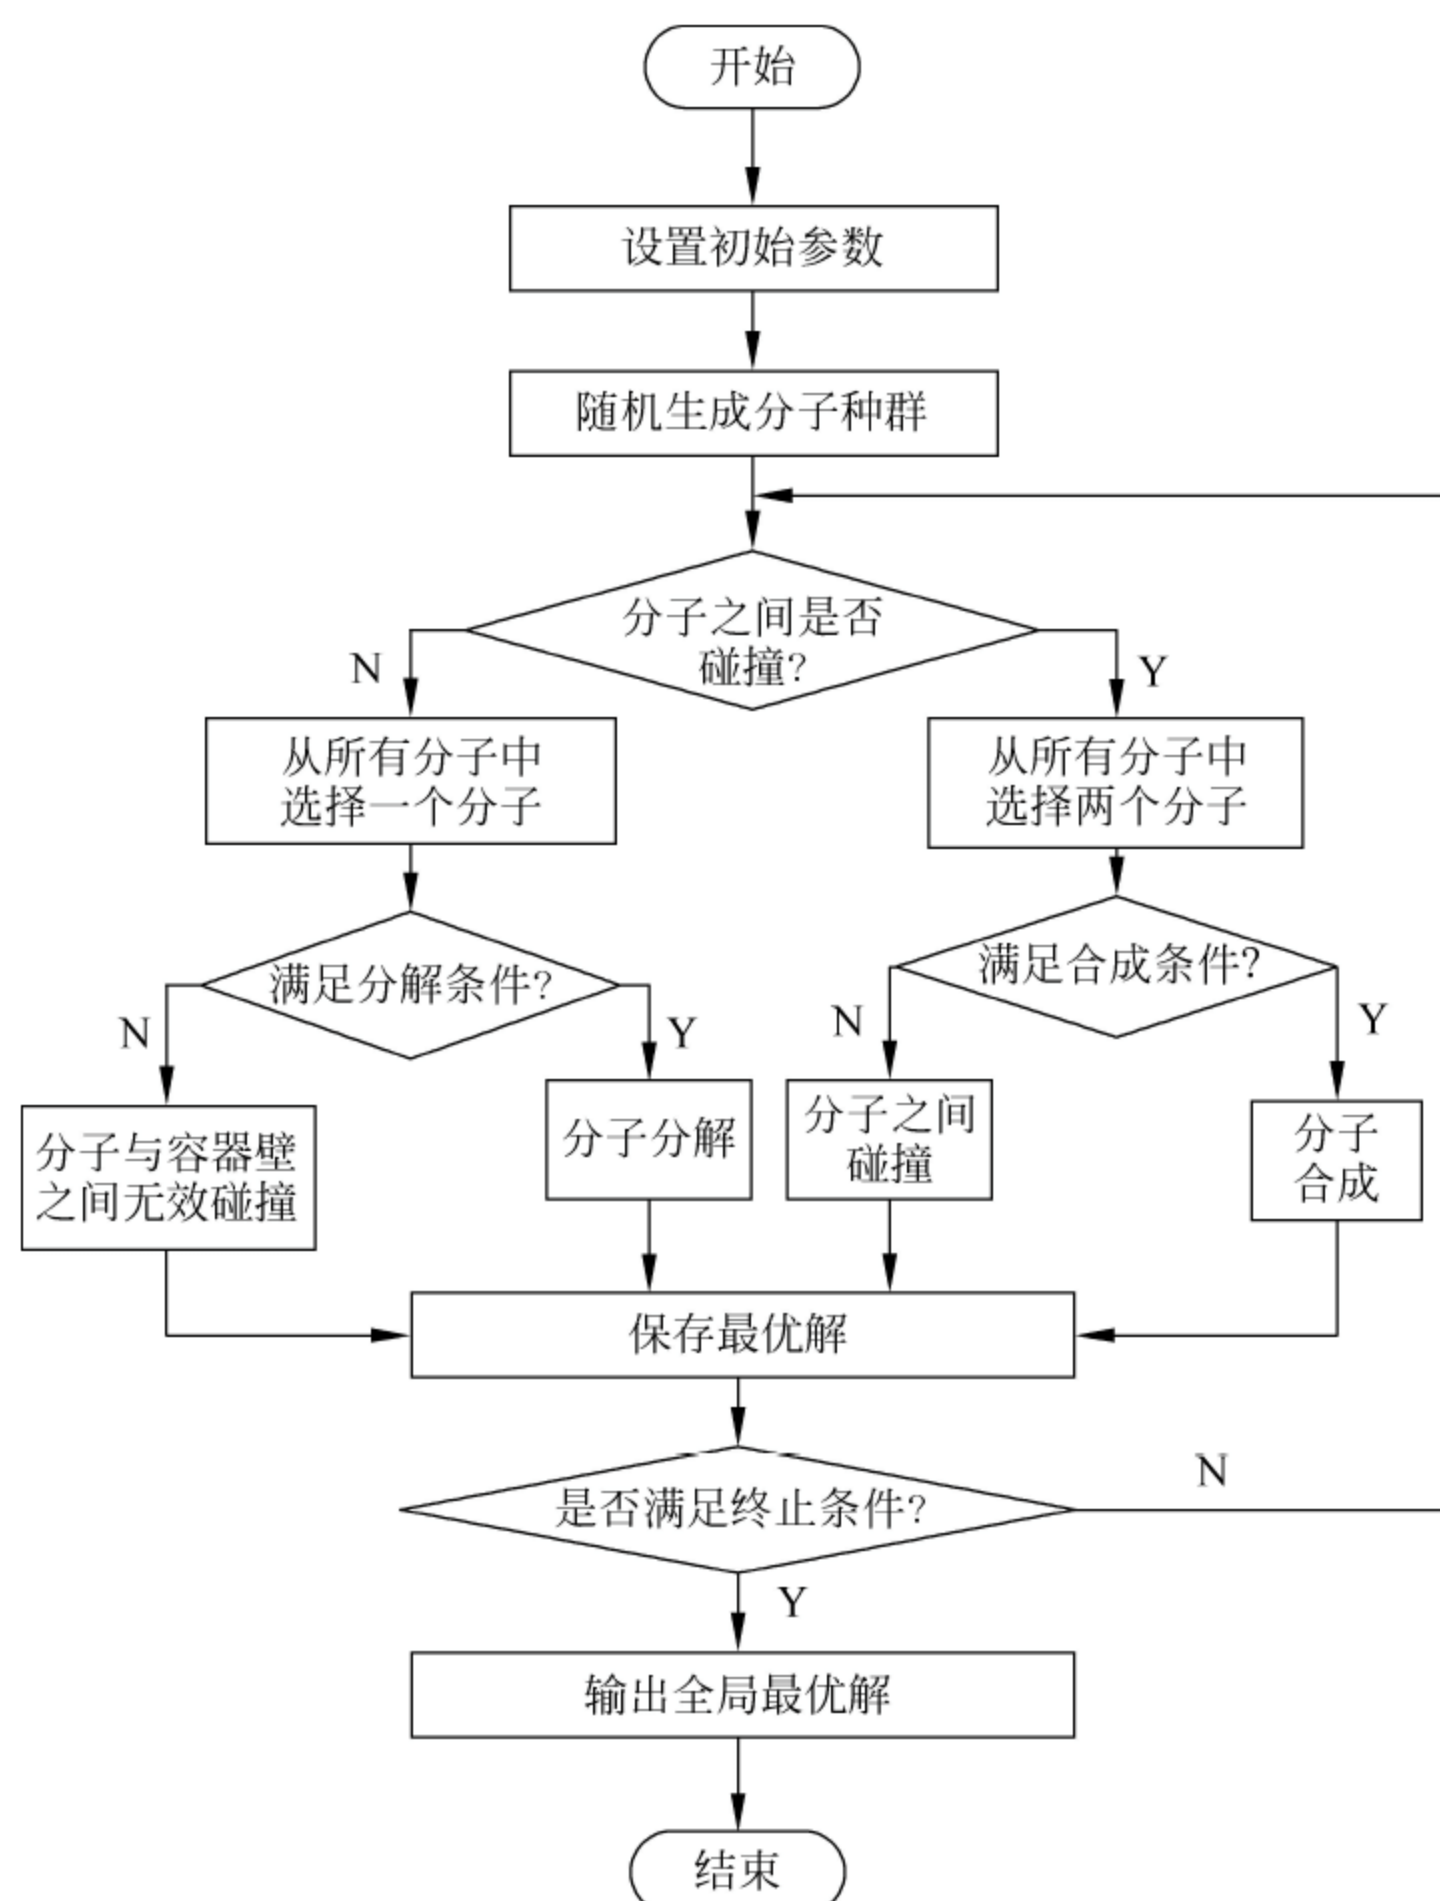 开始
设置初始参数
随机生成分子种群
分子之间是否
碰撞?
N
Y
从所有分子中
选择一个分子
从所有分子中
选择两个分子
满足分解条件?
满足合成条件?
N
Y
N
Y
分子与容器壁
之间无效碰撞
分子分解
分子之间
碰撞
分子
合成
保存最优解
是否满足终止条件?
N
Y
输出全局最优解
结束